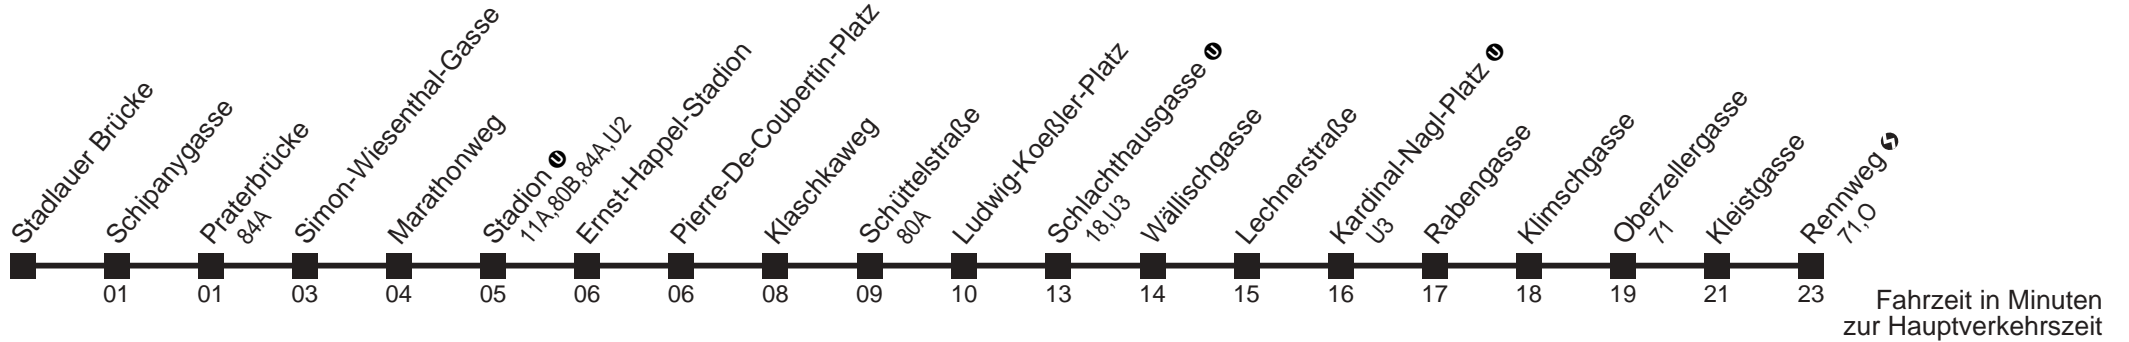 Stadlauer Brücke
Schipanygasse
Praterbrücke
84A
Simon-Wiesenthal-Gasse
Marathonweg
Stadion U
11A,80B,84A,U2
Ernst-Happel-Stadion
Pierre-De-Coubertin-Platz
Klaschkaweg
Schüttelstraße
80A
Ludwig-Koeßler-Platz
Schlachthausgasse U
18,U3
Wällischgasse
Lechnerstraße
Kardinal-Nagl-Platz U
U3
Rabengasse
Klimschgasse
Oberzellergasse
71
Kleistgasse
Rennweg
71,O
01 01 03 04 05 06 06 08 09 10 13 14 15 16 17 18 19 21 23
Fahrzeit in Minuten
zur Hauptverkehrszeit